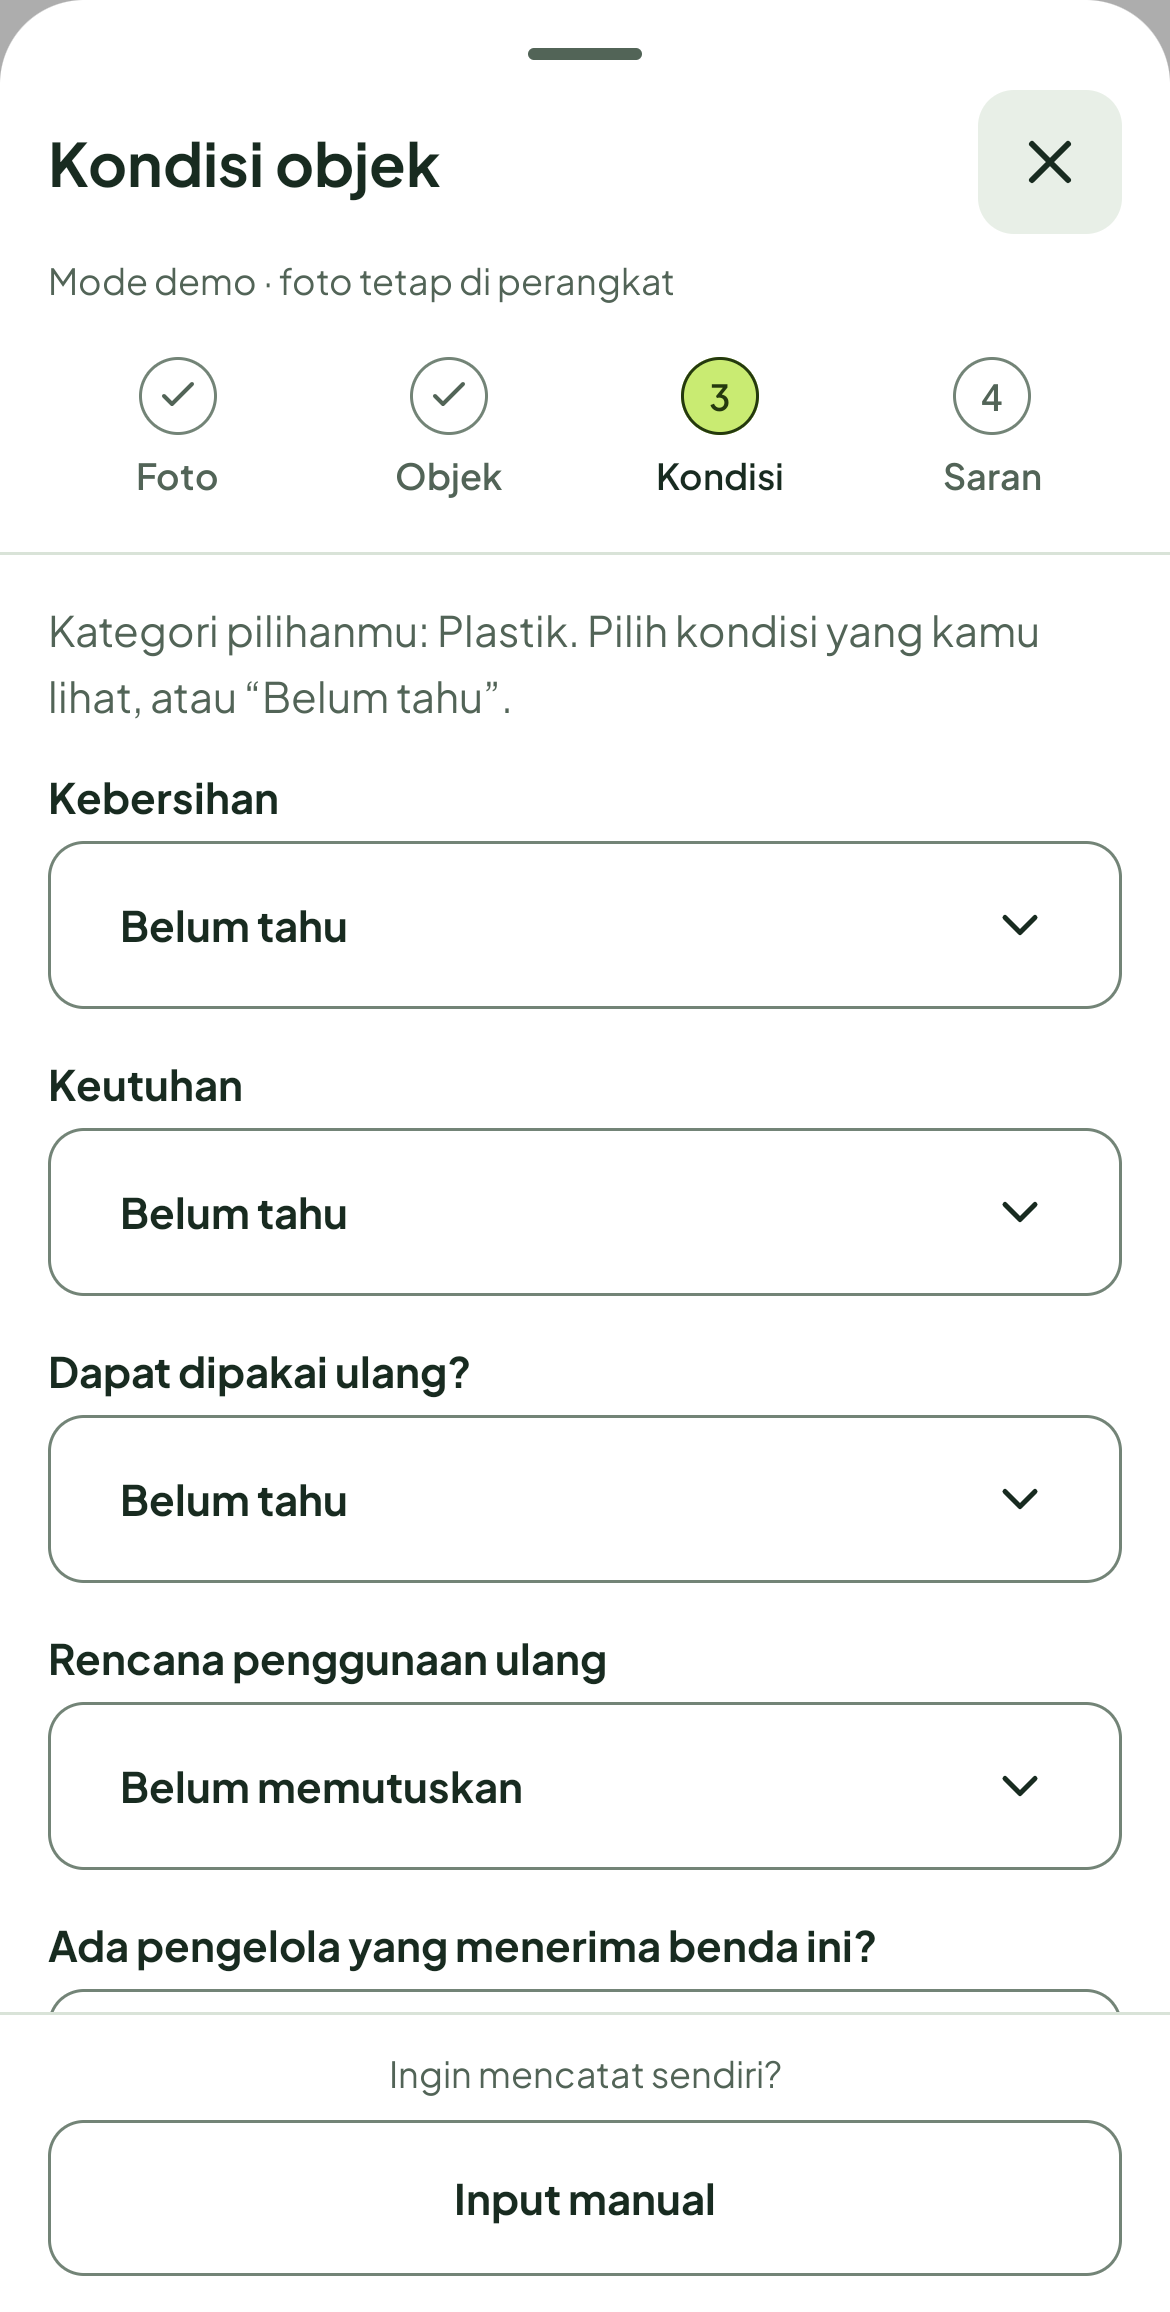 Kondisi objek
Mode demo · foto tetap di perangkat
3
4
Foto
Objek
Kondisi
Saran
Kategori pilihanmu: Plastik. Pilih kondisi yang kamu
lihat, atau “Belum tahu”.
Kebersihan
Belum tahu
Keutuhan
Belum tahu
Dapat dipakai ulang?
Belum tahu
Rencana penggunaan ulang
Belum memutuskan
Ada pengelola yang menerima benda ini?
Ingin mencatat sendiri?
Input manual